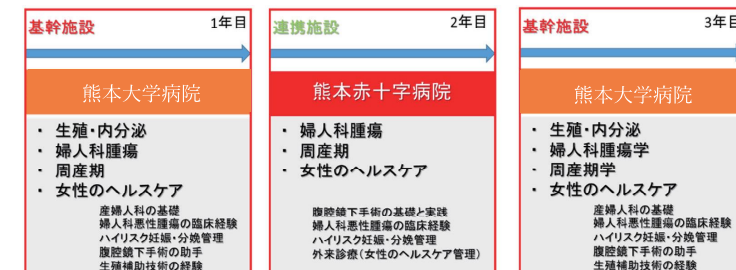 基幹施設
1年目
熊本大学病院
・ 生殖・内分泌
・ 婦人科腫瘍
・ 周産期
・ 女性のヘルスケア
産婦人科の基礎
婦人科悪性腫瘍の臨床経験
ハイリスク妊娠・分娩管理
腹腔鏡下手術の助手
生殖補助技術の経験
連携施設
2年目
熊本赤十字病院
・ 婦人科腫瘍
・ 周産期
・ 女性のヘルスケア
腹腔鏡下手術の基礎と実践
婦人科悪性腫瘍の臨床経験
ハイリスク妊娠・分娩管理
外来診療(女性のヘルスケア管理)
基幹施設
3年目
熊本大学病院
・ 生殖・内分泌
・ 婦人科腫瘍学
・ 周産期学
・ 女性のヘルスケア
産婦人科の基礎
婦人科悪性腫瘍の臨床経験
ハイリスク妊娠・分娩管理
腹腔鏡下手術の助手
生殖補助技術の経験